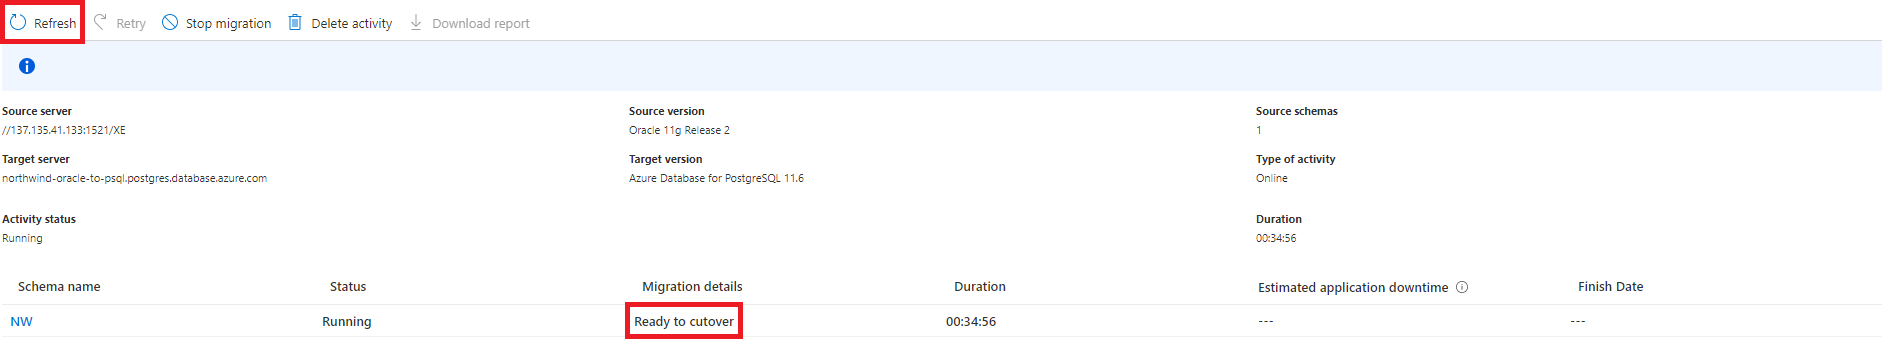 Refresh Retry Stop migration Delete activity Download report
Source server Source version Source schemas
//137.135.41.133:1521/XE Oracle 11g Release 2 1
Target server Target version Type of activity
northwind-oracle-to-psql.postgres.database.azure.com Azure Database for PostgreSQL 11.6 Online
Activity status Duration
Running 00:34:56
Schema name Status Migration details Duration Estimated application downtime Finish Date
NW Running Ready to cutover 00:34:56 --- ---